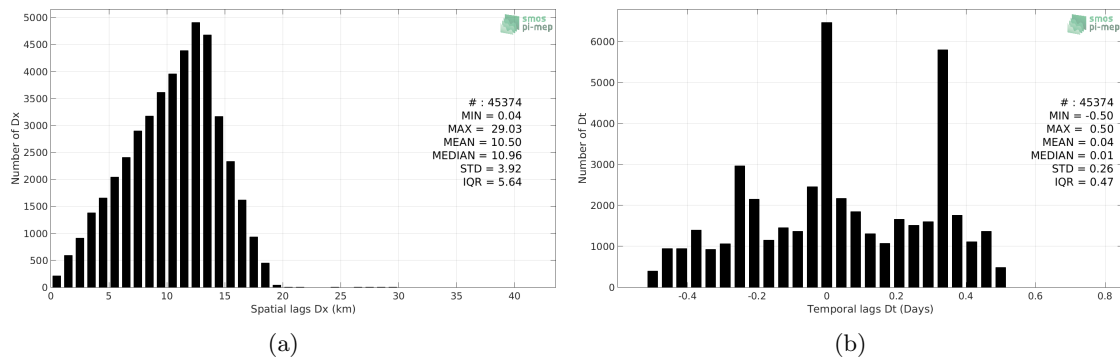 smos
pi-mep
5000
4500
4000
3500
3000
2500
2000
1500
1000
500
0
Number of Dx
# : 45374
MIN = 0.04
MAX = 29.03
MEAN = 10.50
MEDIAN = 10.96
STD = 3.92
IQR = 5.64
0 5 10 15 20 25 30 35 40
Spatial lags Dx (km)
(a)
smos
pi-mep
6000
5000
4000
3000
2000
1000
0
Number of Dt
# : 45374
MIN = -0.50
MAX = 0.50
MEAN = 0.04
MEDIAN = 0.01
STD = 0.26
IQR = 0.47
-0.4 -0.2 0 0.2 0.4 0.6 0.8
Temporal lags Dt (Days)
(b)